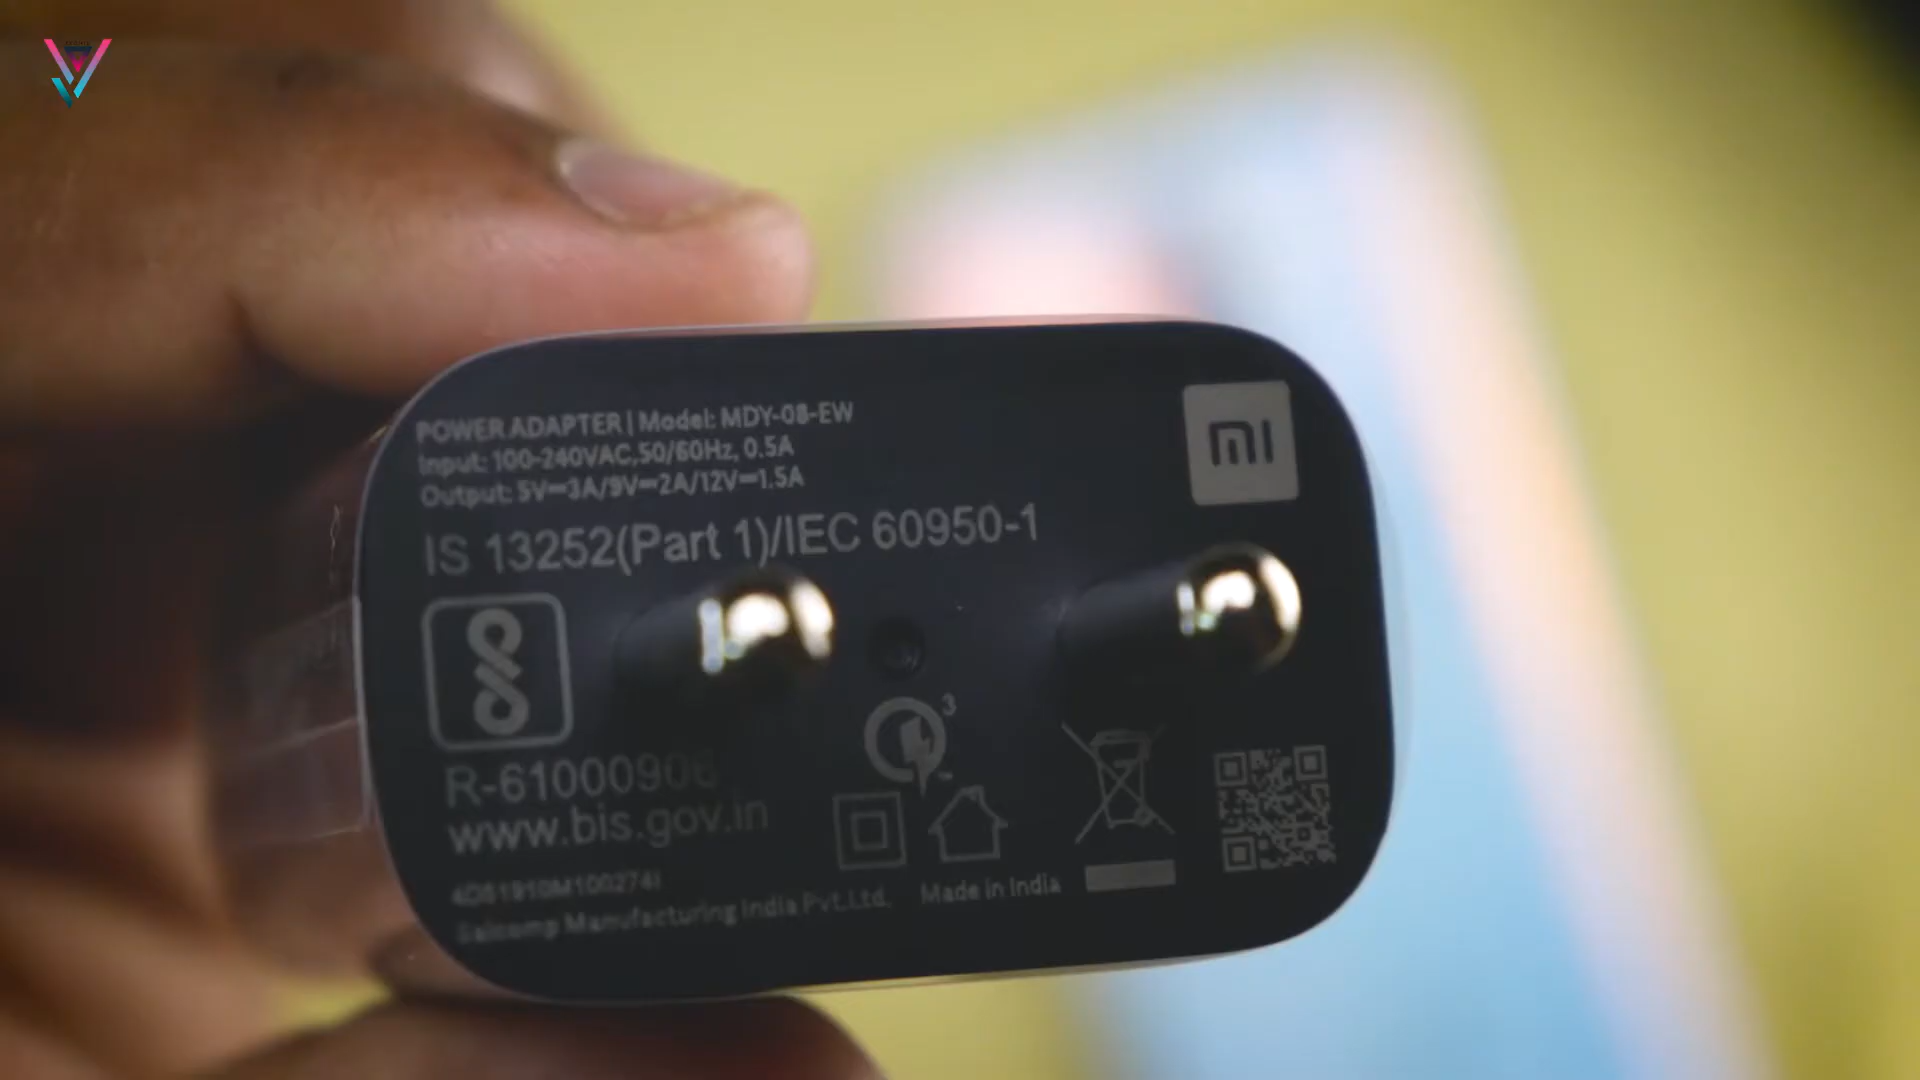 POWER ADAPTER | Model: MDY-08-EW
Input: 100-240VAC,50/60Hz, 0.5A
Output: 5V⎓3A/9V⎓2A/12V⎓1.5A
mi
IS 13252(Part 1)/IEC 60950-1
3
R-61000906
www.bis.gov.in
Salcomp Manufacturing India Pvt.Ltd. Made in India